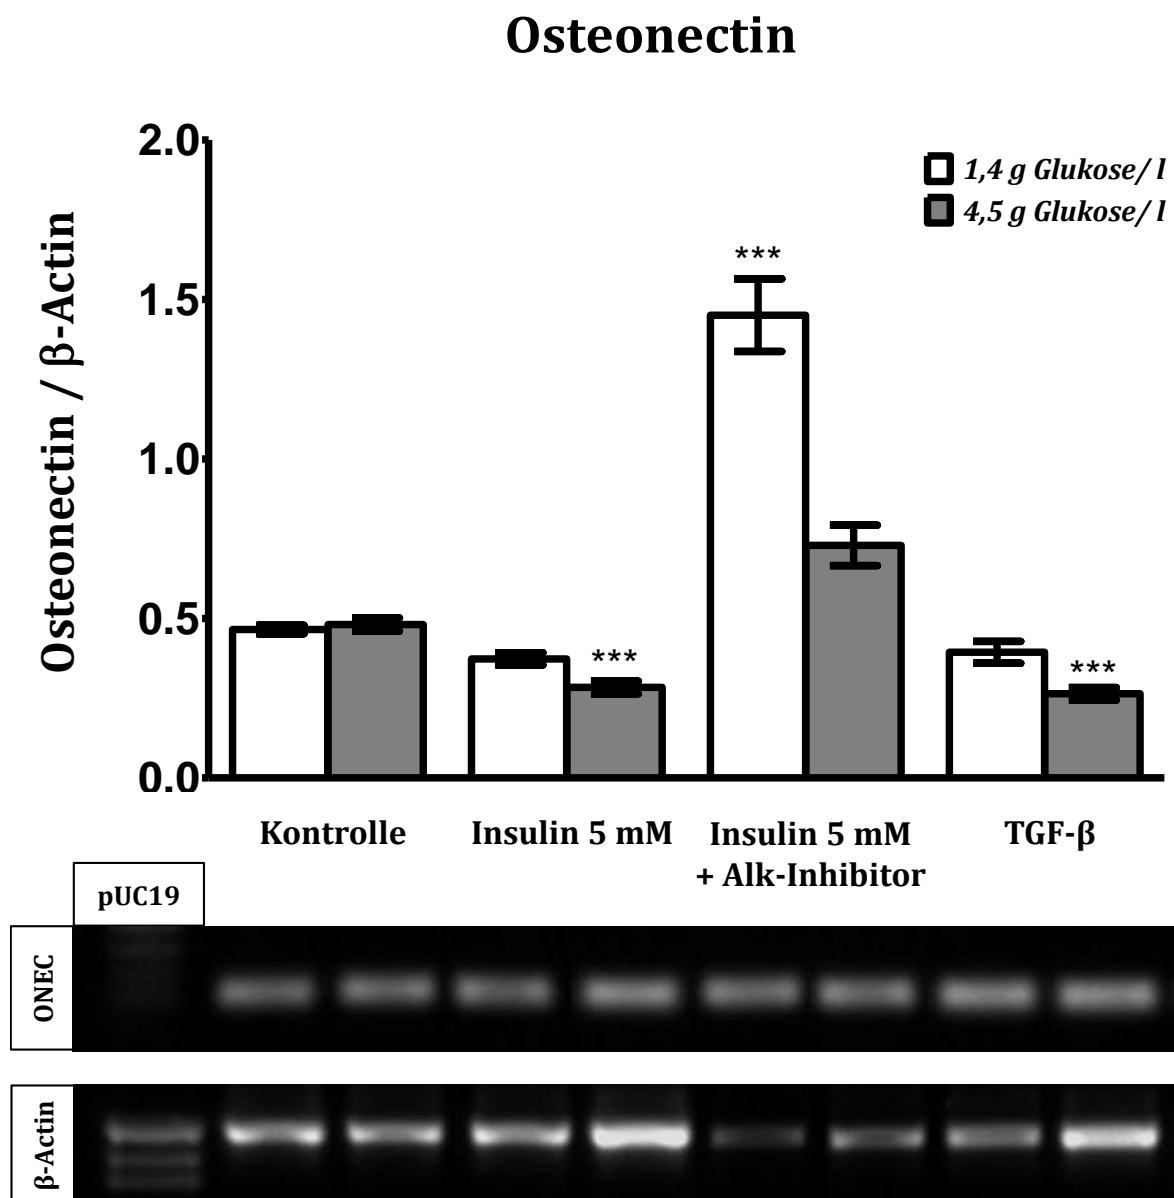 Osteonectin
Osteonectin / β-Actin
2.0
1.5
1.0
0.5
0.0
1,4 g Glukose/ l
4,5 g Glukose/ l
***
***
***
Kontrolle
Insulin 5 mM
Insulin 5 mM
+ Alk-Inhibitor
TGF-β
pUC19
ONEC
β-Actin